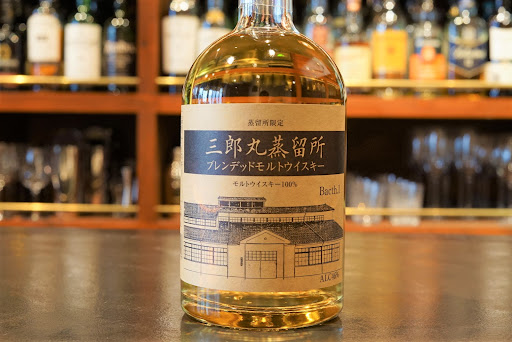 蒸留所限定
三郎丸蒸留所
ブレンデッドモルトウイスキー
モルトウイスキー100%
Bacth.1